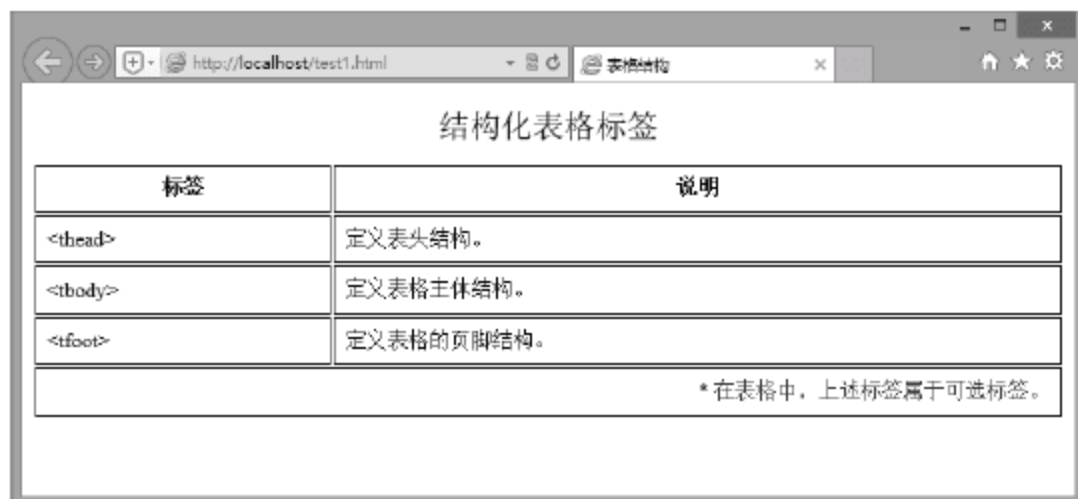 http://localhost/test1.html
表格结构
结构化表格标签
标签 说明
<thead> 定义表头结构。
<tbody> 定义表格主体结构。
<tfoot> 定义表格的页脚结构。
* 在表格中，上述标签属于可选标签。